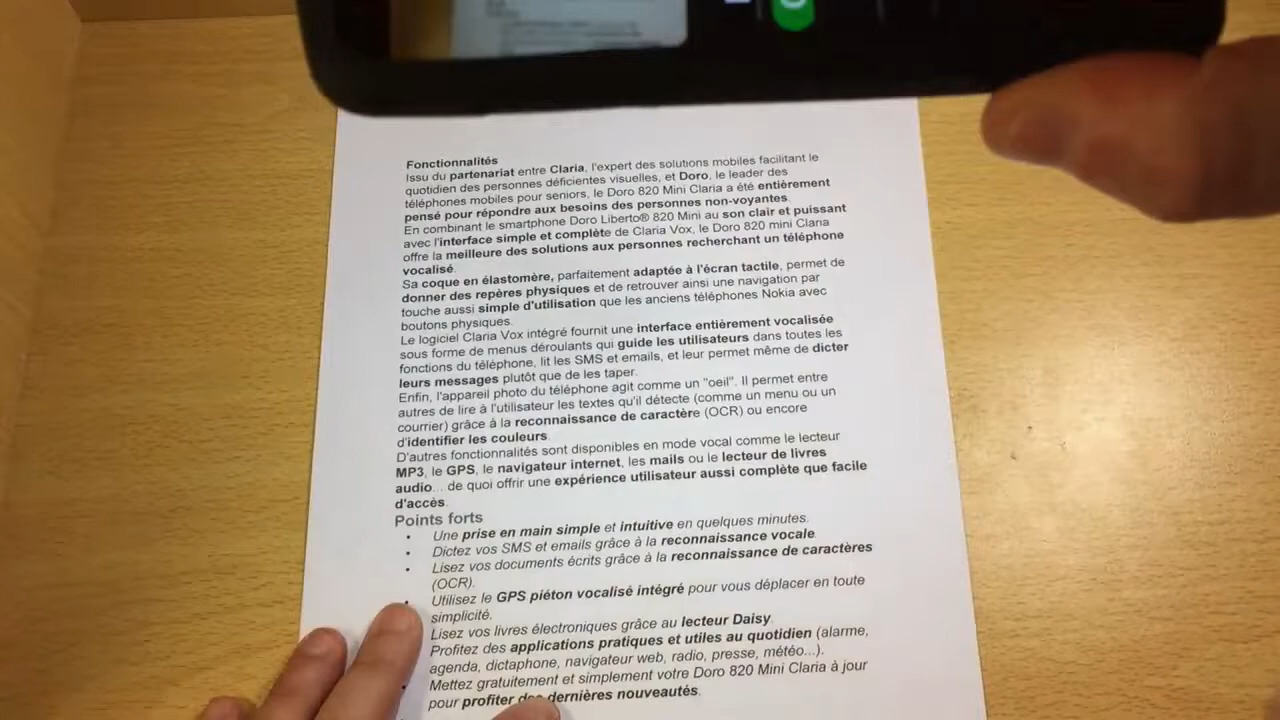 Fonctionnalités
Issu du partenariat entre Claria, l'expert des solutions mobiles facilitant le
quotidien des personnes déficientes visuelles, et Doro, le leader des
téléphones mobiles pour seniors, le Doro 820 Mini Claria a été entièrement
pensé pour répondre aux besoins des personnes non-voyantes.
En combinant le smartphone Doro Liberto® 820 Mini au son clair et puissant
avec l'interface simple et complète de Claria Vox, le Doro 820 mini Claria
offre la meilleure des solutions aux personnes recherchant un téléphone
vocalisé.
Sa coque en élastomère, parfaitement adaptée à l'écran tactile, permet de
donner des repères physiques et de retrouver ainsi une navigation par
touche aussi simple d'utilisation que les anciens téléphones Nokia avec
boutons physiques.
Le logiciel Claria Vox intégré fournit une interface entièrement vocalisée
sous forme de menus déroulants qui guide les utilisateurs dans toutes les
fonctions du téléphone, lit les SMS et emails, et leur permet même de dicter
leurs messages plutôt que de les taper.
Enfin, l'appareil photo du téléphone agit comme un "oeil". Il permet entre
autres de lire à l'utilisateur les textes qu'il détecte (comme un menu ou un
courrier) grâce à la reconnaissance de caractère (OCR) ou encore
d'identifier les couleurs.
D'autres fonctionnalités sont disponibles en mode vocal comme le lecteur
MP3, le GPS, le navigateur internet, les mails ou le lecteur de livres
audio... de quoi offrir une expérience utilisateur aussi complète que facile
d'accès.
Points forts
• Une prise en main simple et intuitive en quelques minutes.
• Dictez vos SMS et emails grâce à la reconnaissance vocale.
• Lisez vos documents écrits grâce à la reconnaissance de caractères
(OCR).
• Utilisez le GPS piéton vocalisé intégré pour vous déplacer en toute
simplicité.
Lisez vos livres électroniques grâce au lecteur Daisy.
Profitez des applications pratiques et utiles au quotidien (alarme,
agenda, dictaphone, navigateur web, radio, presse, météo...).
Mettez gratuitement et simplement votre Doro 820 Mini Claria à jour
pour profiter des dernières nouveautés.